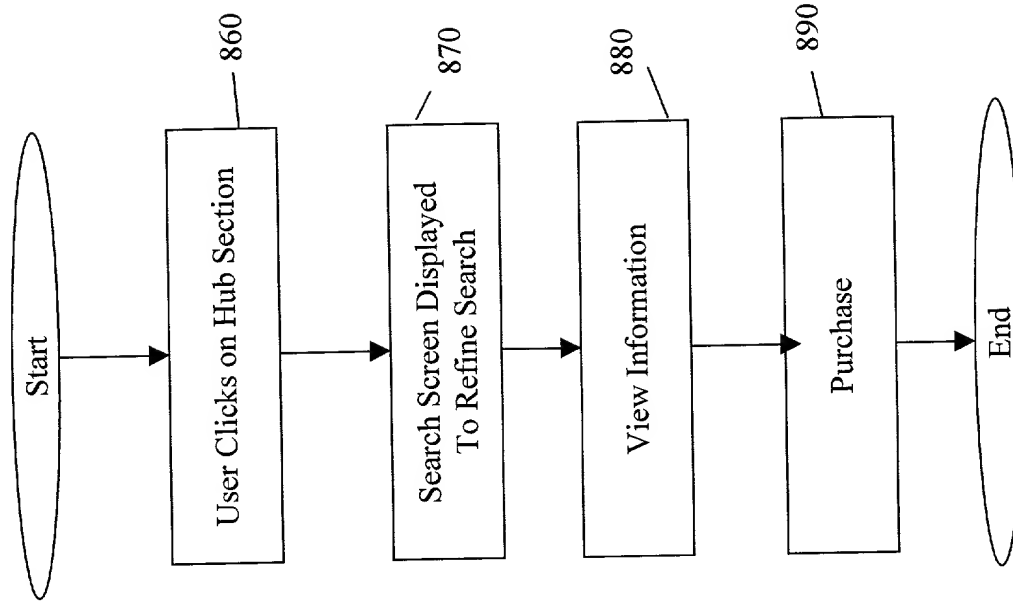 Start
User Clicks on Hub Section
860
Search Screen Displayed
To Refine Search
870
View Information
880
Purchase
890
End